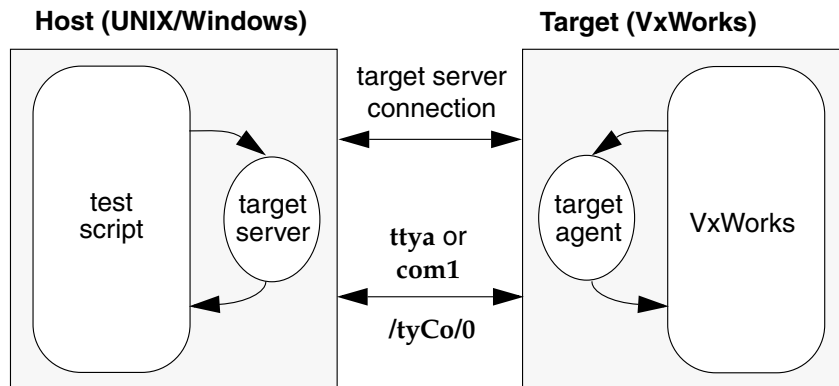 Host (UNIX/Windows)
Target (VxWorks)
target server
connection
test
script
target
server
target
agent
VxWorks
ttya or
com1
/tyCo/0